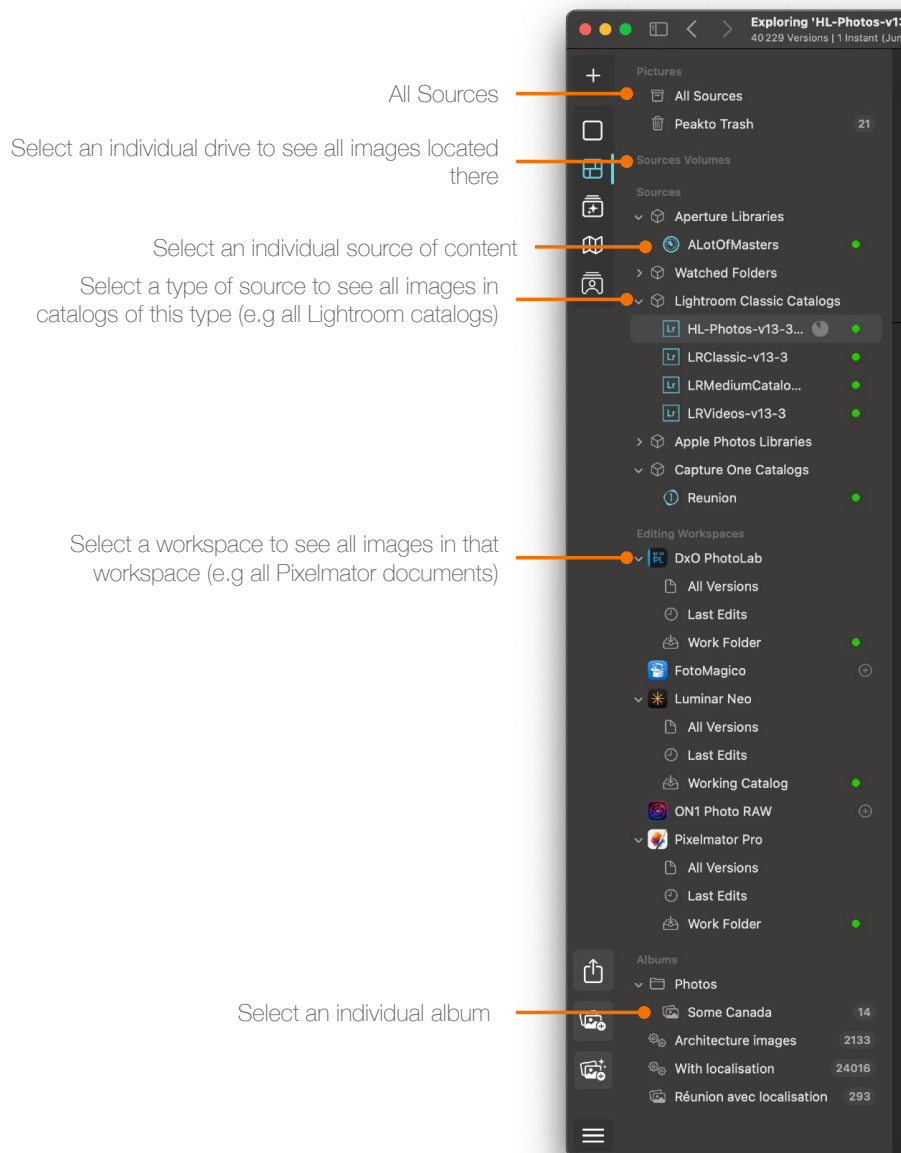 Exploring 'HL-Photos-v13
40 229 Versions | 1 Instant (Jun
Pictures
All Sources
All Sources
Peakto Trash 21
Select an individual drive to see all images located
there
Sources Volumes
Sources
Aperture Libraries
Select an individual source of content
ALotOfMasters
Watched Folders
Select a type of source to see all images in
catalogs of this type (e.g all Lightroom catalogs)
Lightroom Classic Catalogs
Lr HL-Photos-v13-3...
Lr LRClassic-v13-3
Lr LRMediumCatalo...
Lr LRVideos-v13-3
Apple Photos Libraries
Capture One Catalogs
Reunion
Editing Workspaces
Select a workspace to see all images in that
workspace (e.g all Pixelmator documents)
PL DxO PhotoLab
All Versions
Last Edits
Work Folder
FotoMagico
Luminar Neo
All Versions
Last Edits
Working Catalog
ON1 Photo RAW
Pixelmator Pro
All Versions
Last Edits
Work Folder
Albums
Photos
Select an individual album
Some Canada 14
Architecture images 2133
With localisation 24016
Réunion avec localisation 293